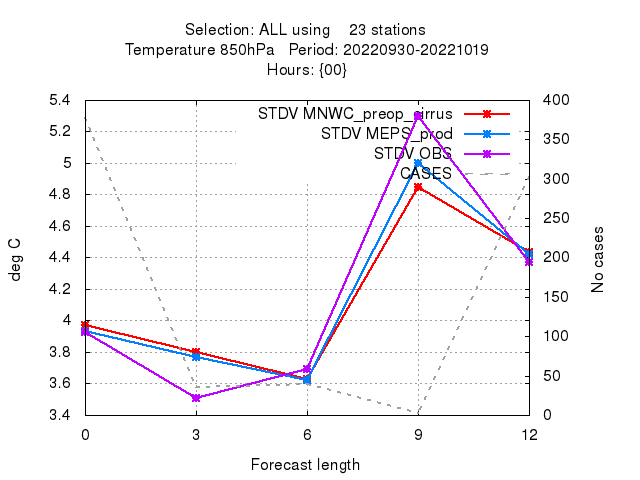 Selection: ALL using 23 stations
Temperature 850hPa Period: 20220930-20221019
Hours: {00}
5.4
5.2
5
4.8
4.6
4.4
4.2
4
3.8
3.6
3.4
400
350
300
250
200
150
100
50
0
STDV MNWC_preop_cirrus
STDV MEPS_prod
STDV OBS
CASES
deg C
No cases
0 3 6 9 12
Forecast length